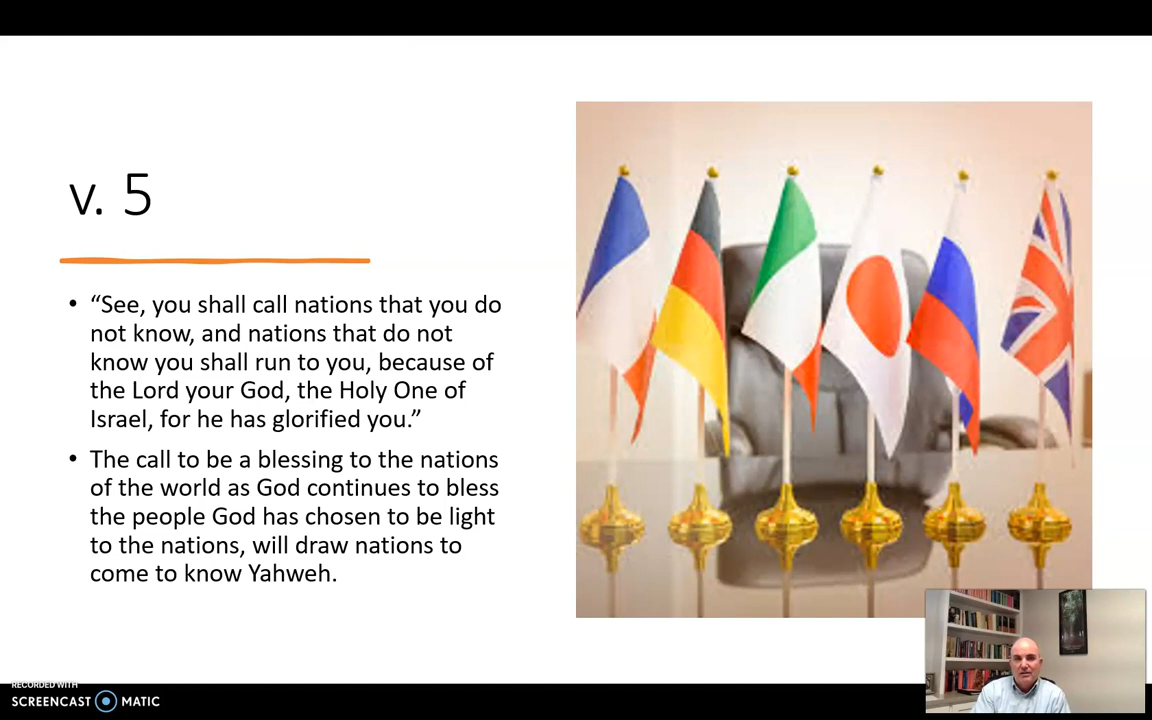 v. 5
• “See, you shall call nations that you do
not know, and nations that do not
know you shall run to you, because of
the Lord your God, the Holy One of
Israel, for he has glorified you.”
• The call to be a blessing to the nations
of the world as God continues to bless
the people God has chosen to be light
to the nations, will draw nations to
come to know Yahweh.
RECORDED WITH
SCREENCAST MATIC